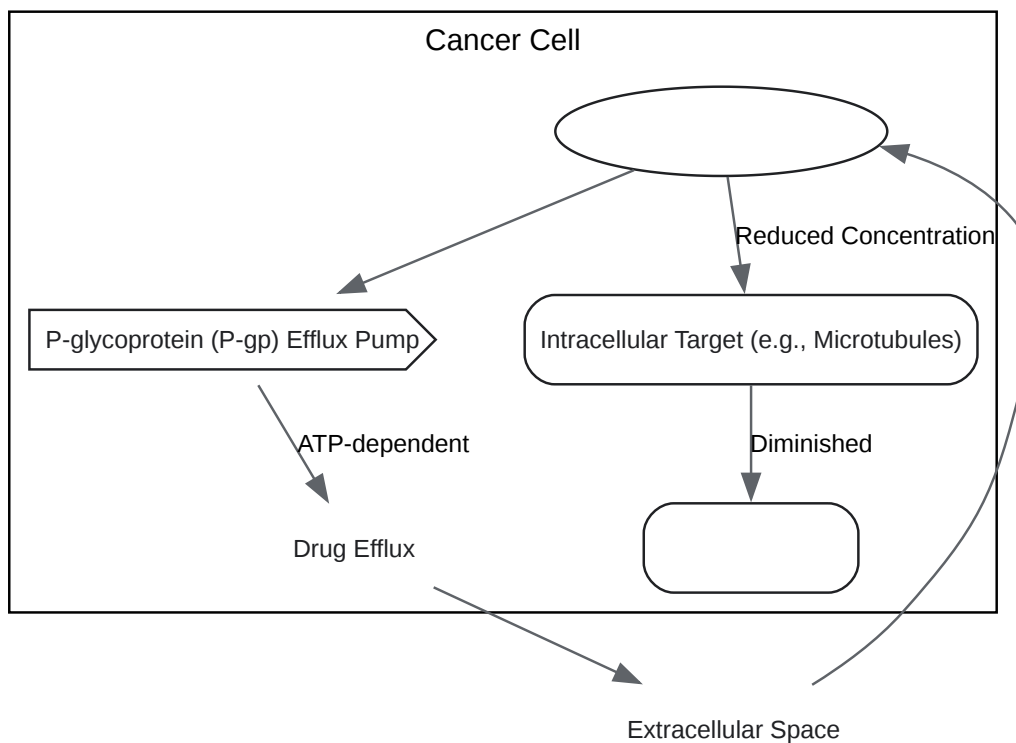 Cancer Cell
Reduced Concentration
P-glycoprotein (P-gp) Efflux Pump
Intracellular Target (e.g., Microtubules)
ATP-dependent
Diminished
Drug Efflux
Extracellular Space